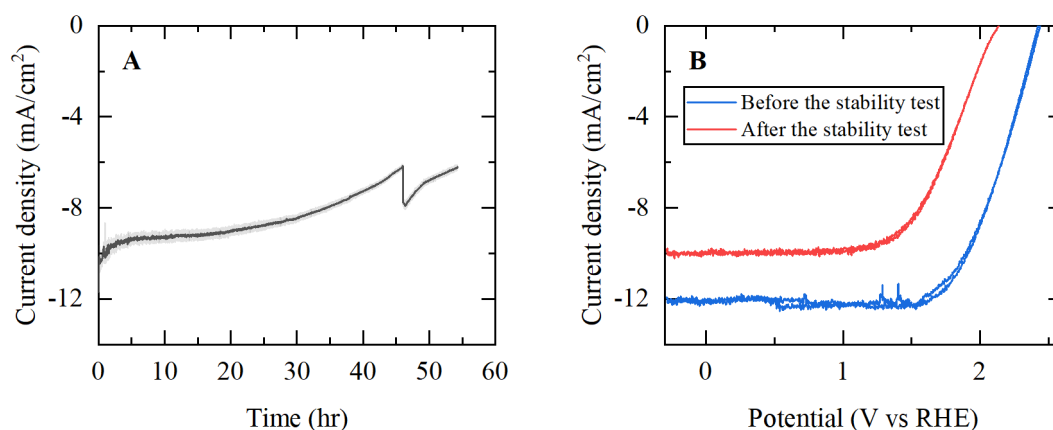 A
0
-4
-8
-12
Current density (mA/cm²)
0 10 20 30 40 50 60
Time (hr)
B
Before the stability test
After the stability test
0
-4
-8
-12
Current density (mA/cm²)
0 1 2
Potential (V vs RHE)